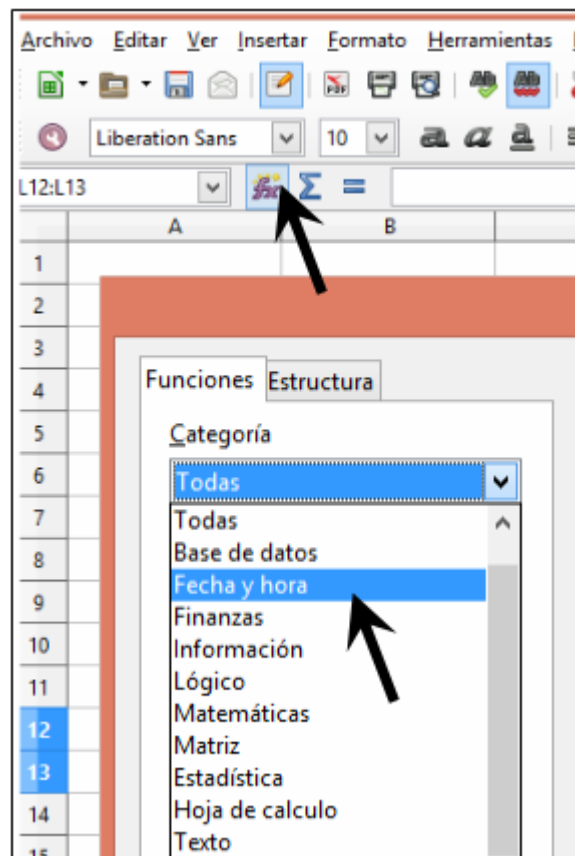 Archivo Editar Ver Insertar Formato Herramientas
PDF
Liberation Sans 10 a a a
L12:L13 Σ =
A B
1
2
3
4 Funciones Estructura
5 Categoría
6 Todas
7 Todas
8 Base de datos
Fecha y hora
9 Finanzas
10 Información
11 Lógico
12 Matemáticas
Matriz
13 Estadística
14 Hoja de calculo
15 Texto